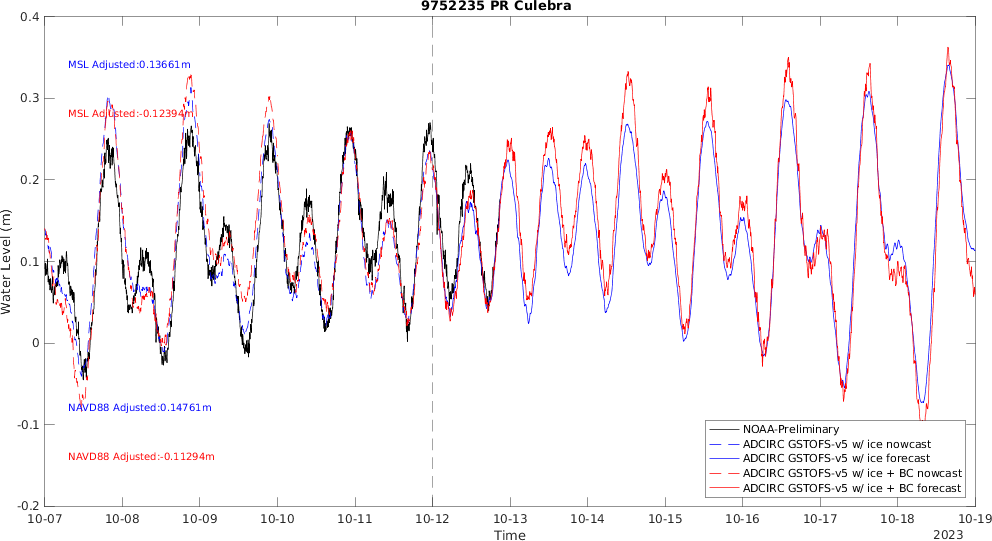 9752235 PR Culebra
0.4
0.3
0.2
0.1
0
-0.1
-0.2
Water Level (m)
MSL Adjusted:0.13661m
MSL Adjusted:-0.12394m
NAVD88 Adjusted:0.14761m
NAVD88 Adjusted:-0.11294m
NOAA-Preliminary
ADCIRC GSTOFS-v5 w/ ice nowcast
ADCIRC GSTOFS-v5 w/ ice forecast
ADCIRC GSTOFS-v5 w/ ice + BC nowcast
ADCIRC GSTOFS-v5 w/ ice + BC forecast
10-07 10-08 10-09 10-10 10-11 10-12 10-13 10-14 10-15 10-16 10-17 10-18 10-19
Time
2023